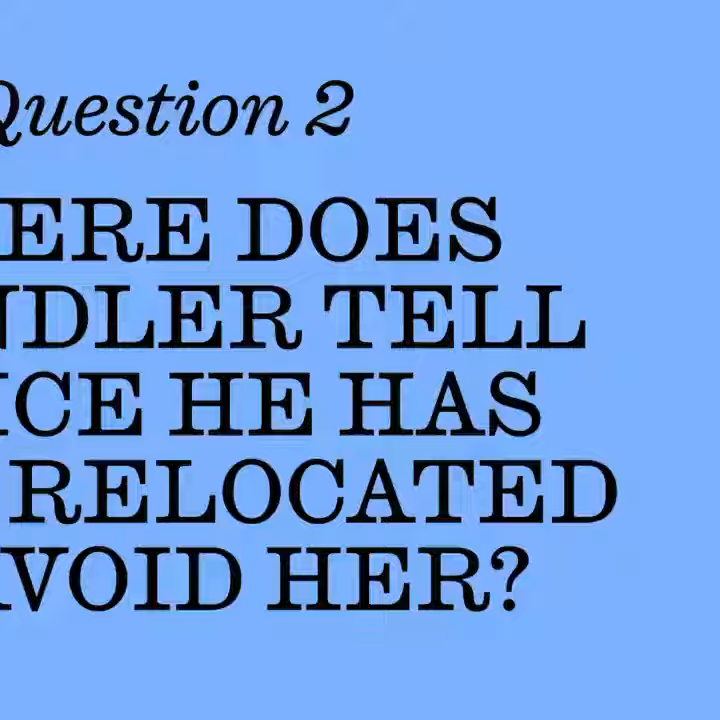 Question 2
ERE DOES
NDLER TELL
ICE HE HAS
RELOCATED
VOID HER?